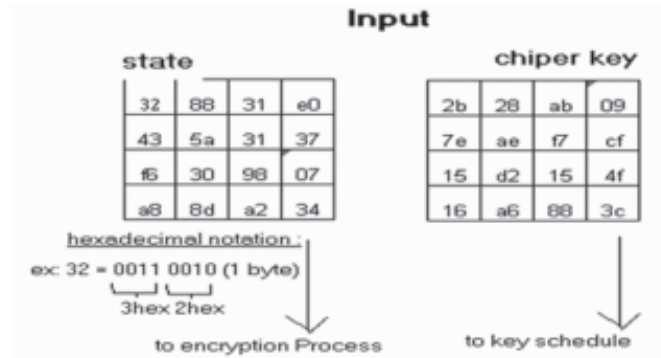 Input
state chiper key
32 88 31 e0 2b 28 ab 09
43 5a 31 37 7e ae f7 cf
f6 30 98 07 15 d2 15 4f
a8 8d a2 34 16 a6 88 3c
hexadecimal notation :
ex: 32 = 0011 0010 (1 byte)
3hex 2hex
to encryption Process to key schedule